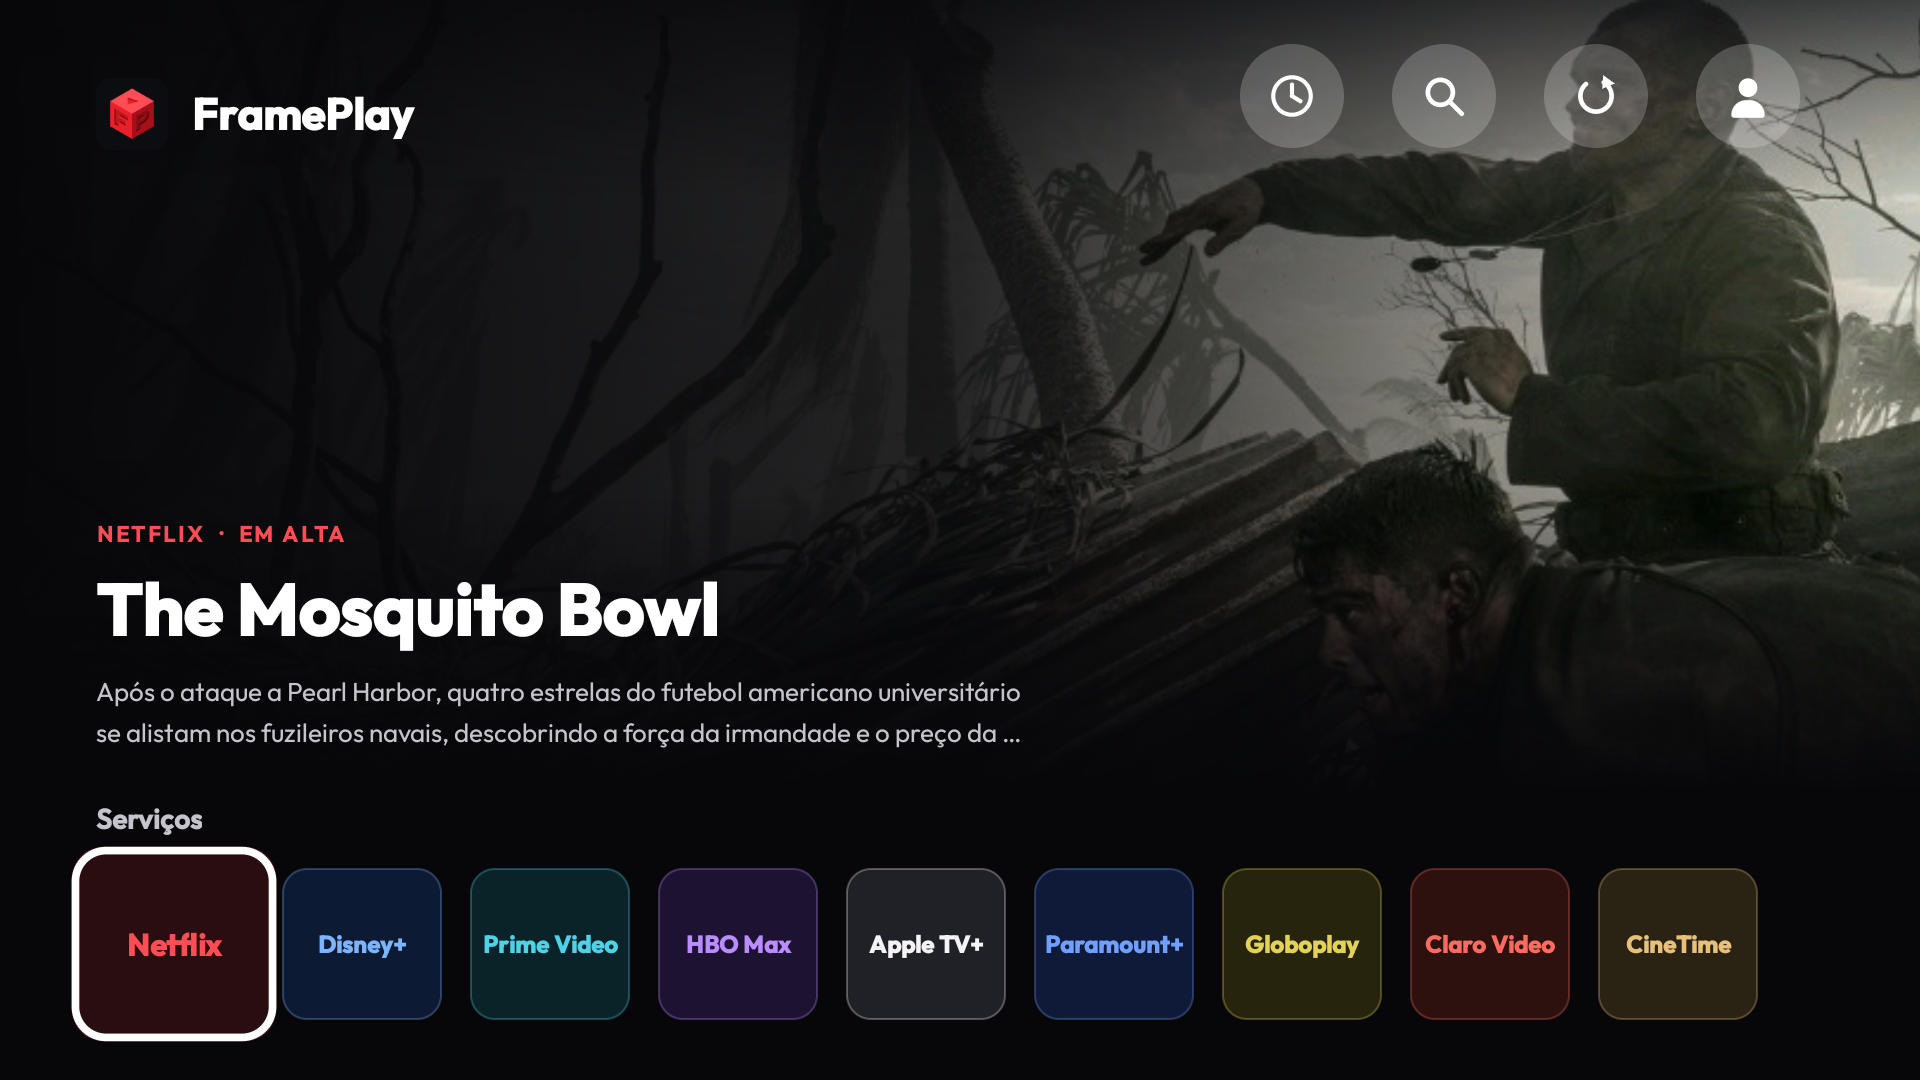 FramePlay
NETFLIX · EM ALTA
The Mosquito Bowl
Após o ataque a Pearl Harbor, quatro estrelas do futebol americano universitário
se alistam nos fuzileiros navais, descobrindo a força da irmandade e o preço da ...
Serviços
Netflix
Disney+
Prime Video
HBO Max
Apple TV+
Paramount+
Globoplay
Claro Video
CineTime